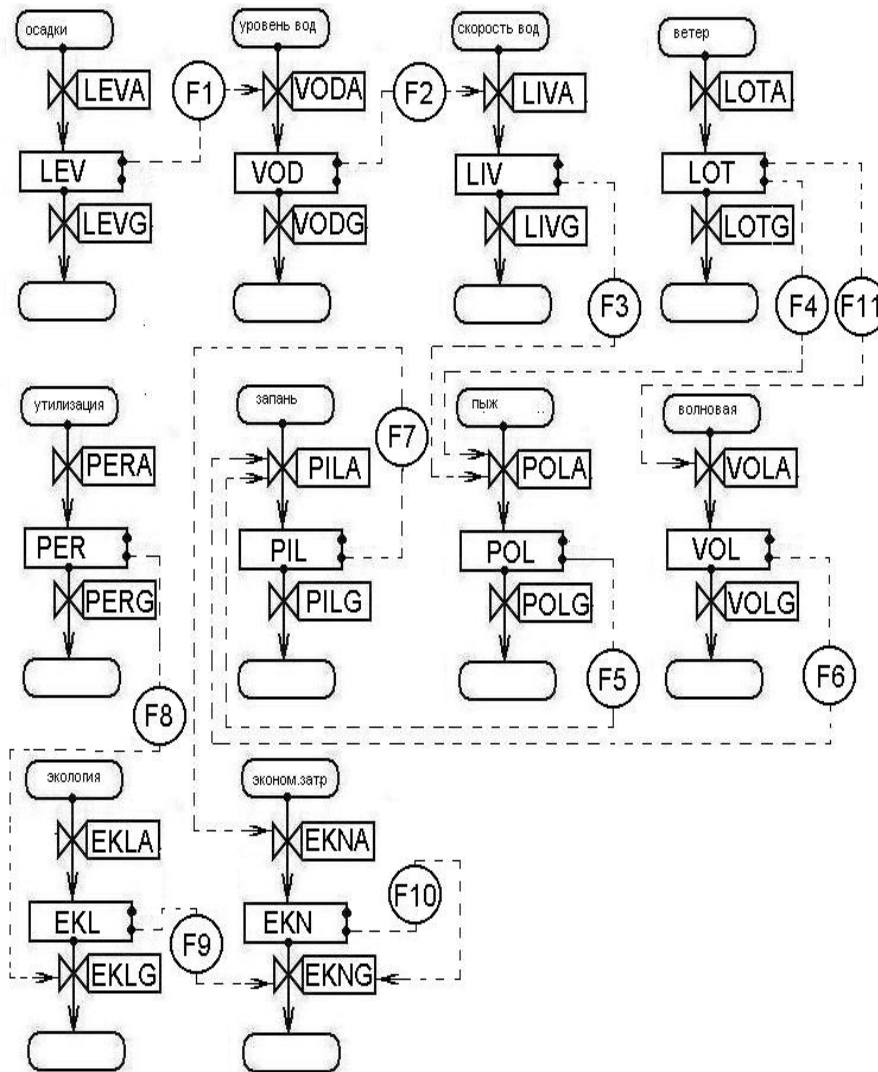 осадки
уровень вод
скорость вод
ветер
LEVA
F1
VODA
F2
LIVA
LOTA
LEV
VOD
LIV
LOT
LEVG
VODG
LIVG
LOTG
F3
F4
F11
утилизация
запань
пыж
волновая
F7
PERA
PILA
POLA
VOLA
PER
PIL
POL
VOL
PERG
PILG
POLG
VOLG
F8
F5
F6
экология
эконом.затр
EKLA
EKNA
F10
EKL
F9
EKN
EKLG
EKNG